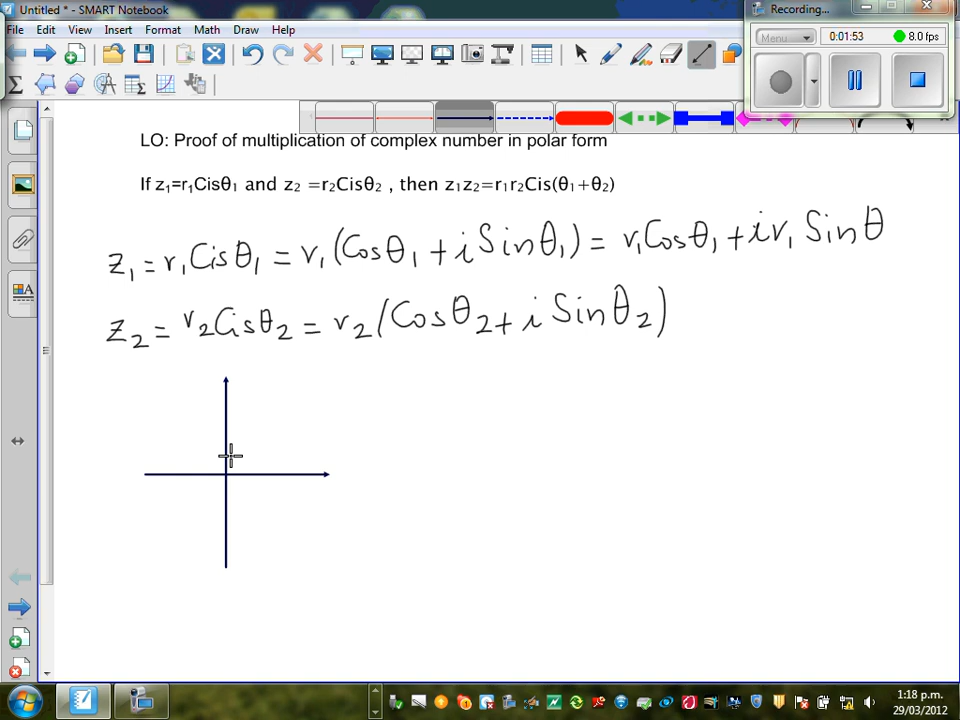 Untitled * - SMART Notebook
Recording...
File Edit View Insert Format Math Draw Help
Menu 0:01:53 8.0 fps
LO: Proof of multiplication of complex number in polar form
If z₁=r₁Cisθ₁ and z₂ =r₂Cisθ₂ , then z₁z₂=r₁r₂Cis(θ₁+θ₂)
z₁ = r₁Cisθ₁ = r₁(Cosθ₁ + i Sinθ₁) = r₁Cosθ₁ + i r₁ Sin θ
z₂ = r₂Cisθ₂ = r₂(Cosθ₂ + i Sinθ₂)
1:18 p.m.
29/03/2012